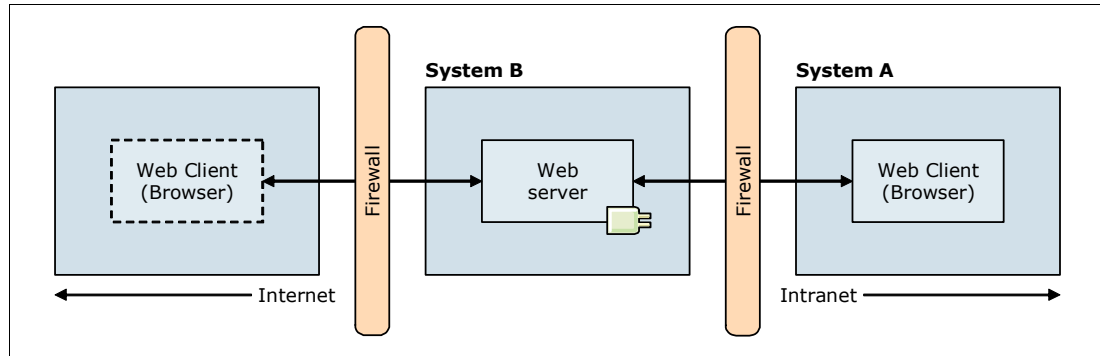 System B
System A
Web Client
(Browser)
Firewall
Web
server
Firewall
Web Client
(Browser)
Internet
Intranet